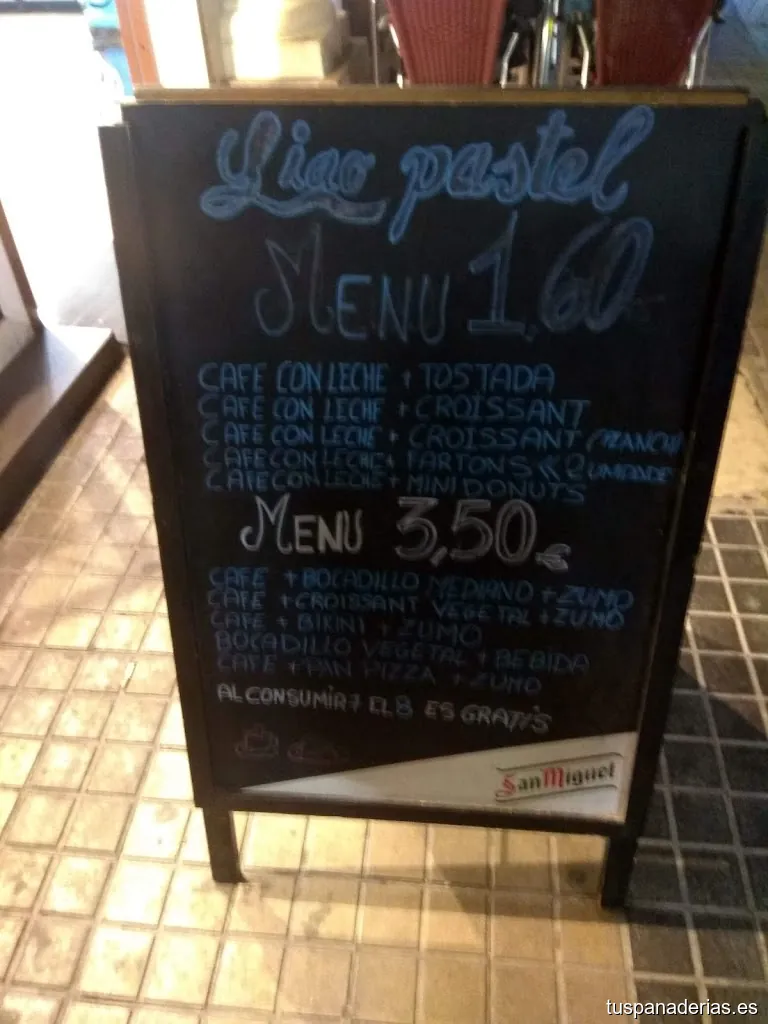 Liao pastel
MENU 1,60
CAFE CON LECHE + TOSTADA
CAFE CON LECHE + CROISSANT
CAFE CON LECHE + CROISSANT
CAFE CON LECHE + FARTONS
CAFE CON LECHE + MINI DONUTS
MENU 3,50€
CAFE + BOCADILLO MEDIANO + ZUMO
CAFE + CROISSANT VEGETAL + ZUMO
CAFE + BIKINI + ZUMO
BOCADILLO VEGETAL + BEBIDA
CAFE + PAN PIZZA + ZUMO
AL CONSUMIR 7 EL 8 ES GRATIS
San Miguel
tuspanaderias.es